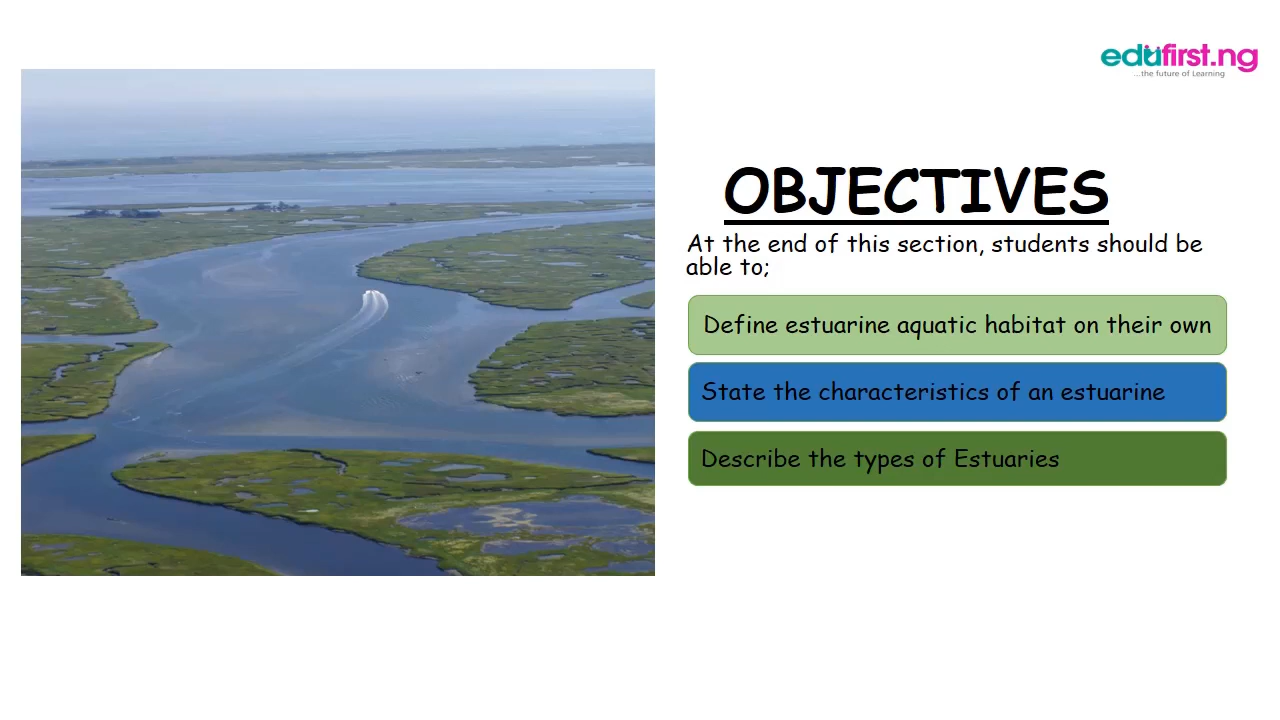 edufirst.ng
...the future of Learning
OBJECTIVES
At the end of this section, students should be
able to;
Define estuarine aquatic habitat on their own
State the characteristics of an estuarine
Describe the types of Estuaries